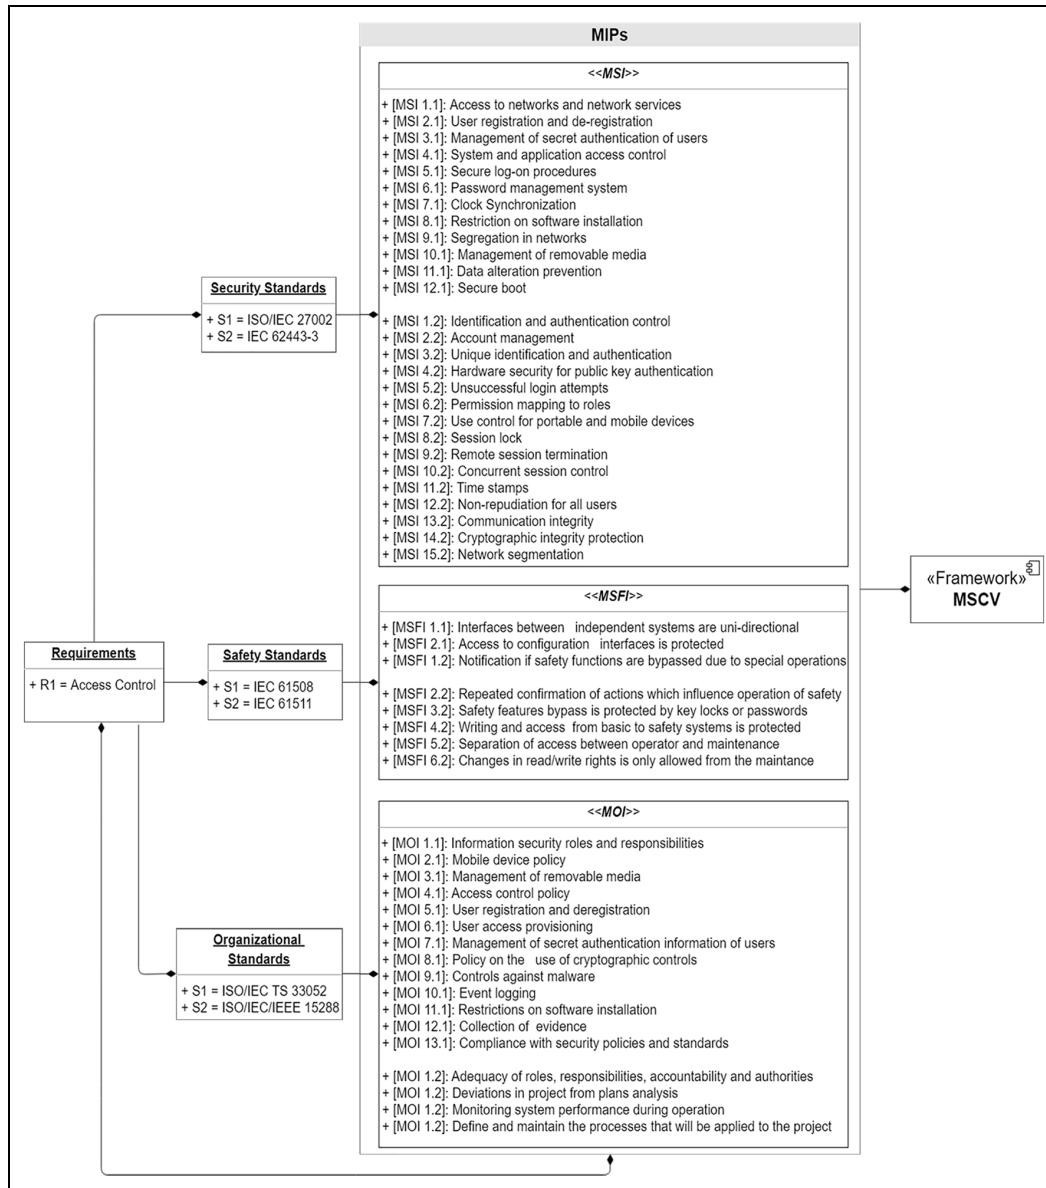 MIPs
<<MSI>>
+ [MSI 1.1]: Access to networks and network services
+ [MSI 2.1]: User registration and de-registration
+ [MSI 3.1]: Management of secret authentication of users
+ [MSI 4.1]: System and application access control
+ [MSI 5.1]: Secure log-on procedures
+ [MSI 6.1]: Password management system
+ [MSI 7.1]: Clock Synchronization
+ [MSI 8.1]: Restriction on software installation
+ [MSI 9.1]: Segregation in networks
+ [MSI 10.1]: Management of removable media
+ [MSI 11.1]: Data alteration prevention
+ [MSI 12.1]: Secure boot
+ [MSI 1.2]: Identification and authentication control
+ [MSI 2.2]: Account management
+ [MSI 3.2]: Unique identification and authentication
+ [MSI 4.2]: Hardware security for public key authentication
+ [MSI 5.2]: Unsuccessful login attempts
+ [MSI 6.2]: Permission mapping to roles
+ [MSI 7.2]: Use control for portable and mobile devices
+ [MSI 8.2]: Session lock
+ [MSI 9.2]: Remote session termination
+ [MSI 10.2]: Concurrent session control
+ [MSI 11.2]: Time stamps
+ [MSI 12.2]: Non-repudiation for all users
+ [MSI 13.2]: Communication integrity
+ [MSI 14.2]: Cryptographic integrity protection
+ [MSI 15.2]: Network segmentation
Security Standards
+ S1 = ISO/IEC 27002
+ S2 = IEC 62443-3
«Framework»
MSCV
<<MSFI>>
+ [MSFI 1.1]: Interfaces between independent systems are uni-directional
+ [MSFI 2.1]: Access to configuration interfaces is protected
+ [MSFI 1.2]: Notification if safety functions are bypassed due to special operations
+ [MSFI 2.2]: Repeated confirmation of actions which influence operation of safety
+ [MSFI 3.2]: Safety features bypass is protected by key locks or passwords
+ [MSFI 4.2]: Writing and access from basic to safety systems is protected
+ [MSFI 5.2]: Separation of access between operator and maintenance
+ [MSFI 6.2]: Changes in read/write rights is only allowed from the maintance
Requirements
+ R1 = Access Control
Safety Standards
+ S1 = IEC 61508
+ S2 = IEC 61511
<<MOI>>
+ [MOI 1.1]: Information security roles and responsibilities
+ [MOI 2.1]: Mobile device policy
+ [MOI 3.1]: Management of removable media
+ [MOI 4.1]: Access control policy
+ [MOI 5.1]: User registration and deregistration
+ [MOI 6.1]: User access provisioning
+ [MOI 7.1]: Management of secret authentication information of users
+ [MOI 8.1]: Policy on the use of cryptographic controls
+ [MOI 9.1]: Controls against malware
+ [MOI 10.1]: Event logging
+ [MOI 11.1]: Restrictions on software installation
+ [MOI 12.1]: Collection of evidence
+ [MOI 13.1]: Compliance with security policies and standards
+ [MOI 1.2]: Adequacy of roles, responsibilities, accountability and authorities
+ [MOI 1.2]: Deviations in project from plans analysis
+ [MOI 1.2]: Monitoring system performance during operation
+ [MOI 1.2]: Define and maintain the processes that will be applied to the project
Organizational
Standards
+ S1 = ISO/IEC TS 33052
+ S2 = ISO/IEC/IEEE 15288